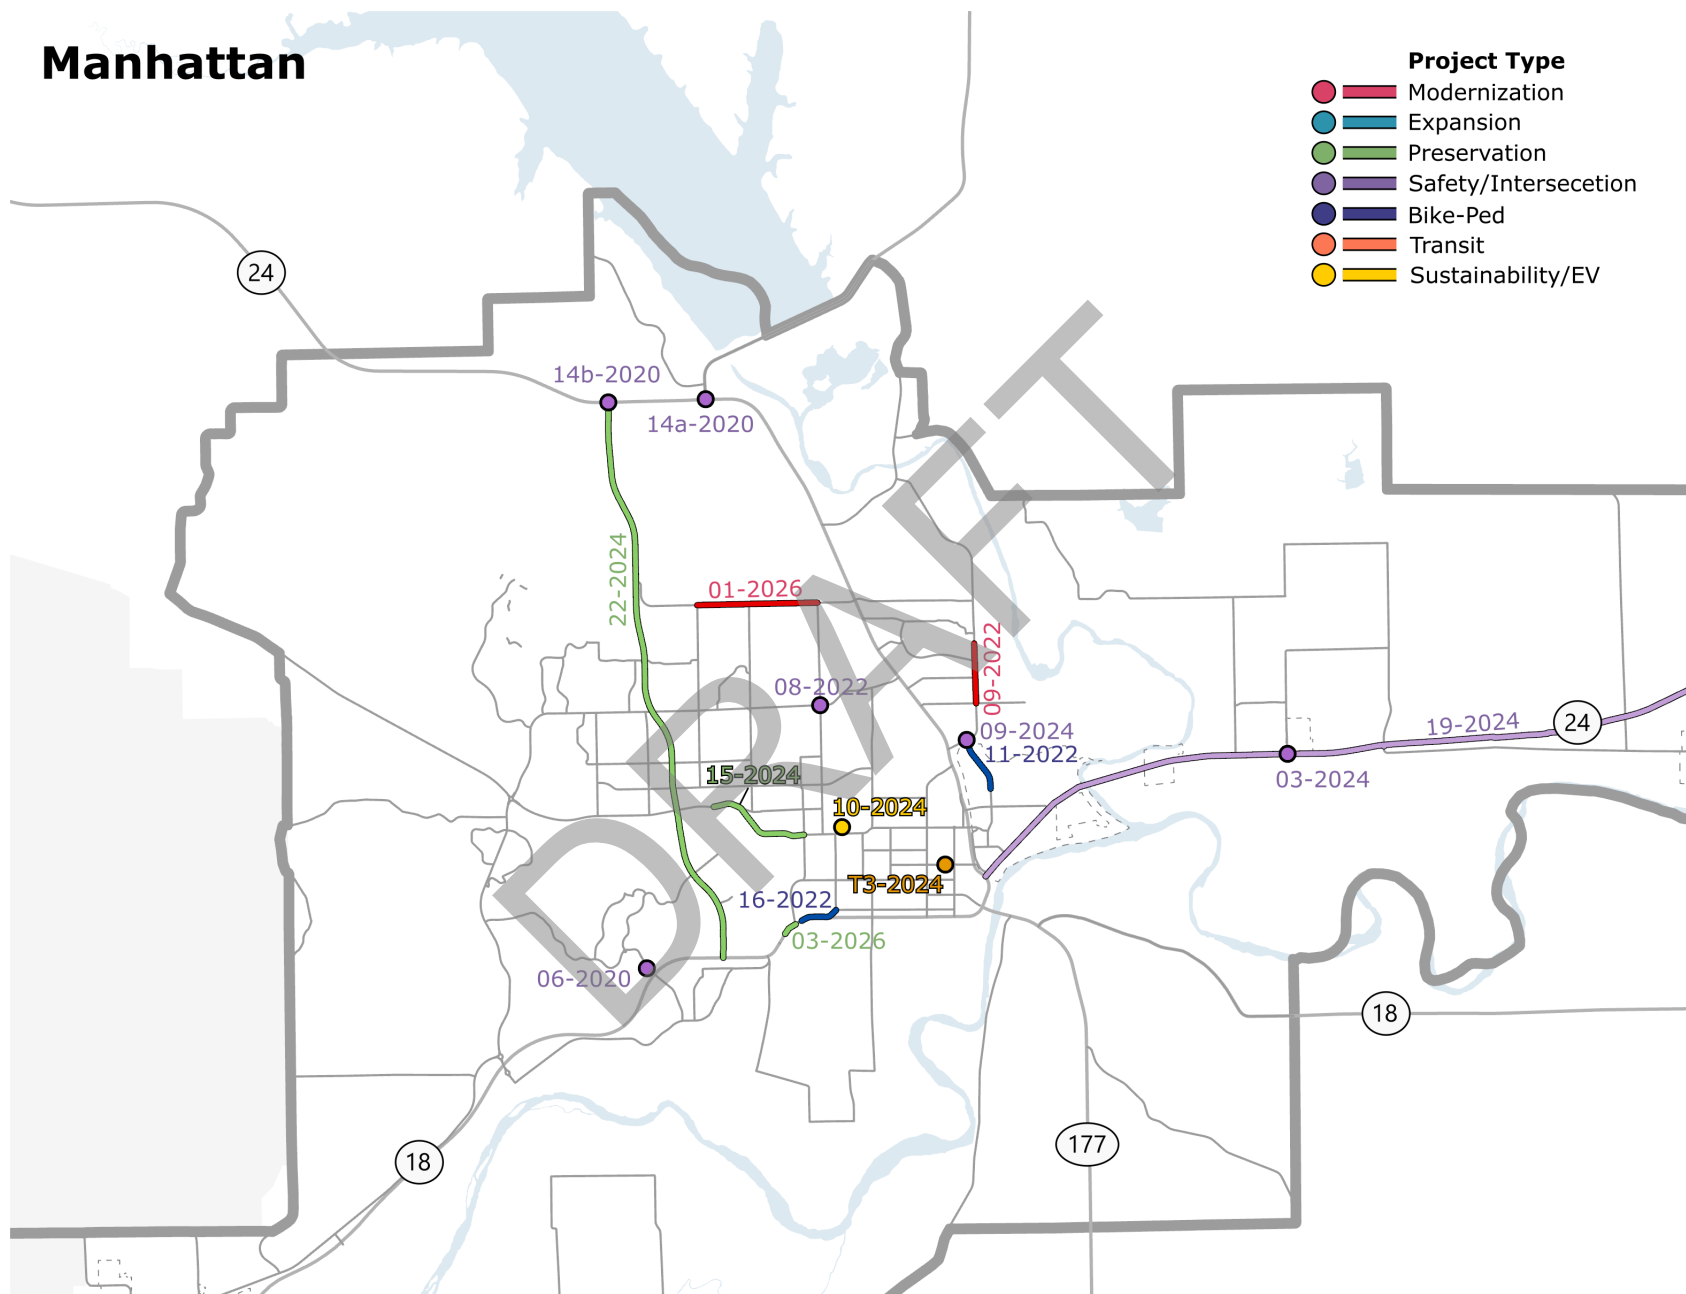 Manhattan
Project Type
Modernization
Expansion
Preservation
Safety/Intersecetion
Bike-Ped
Transit
Sustainability/EV
24
14b-2020
14a-2020
22-2024
01-2026
09-2022
08-2022
09-2024
11-2022
19-2024
24
03-2024
15-2024
10-2024
T3-2024
16-2022
03-2026
06-2020
18
18
177
DRAFT